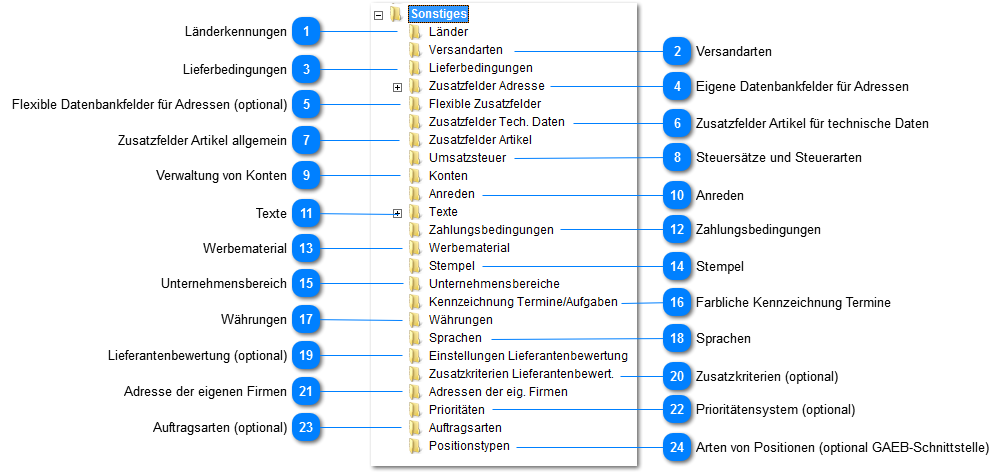 Sonstiges
Länderkennungen 1 Länder
Versandarten 2 Versandarten
Lieferbedingungen 3 Lieferbedingungen
Zusatzfelder Adresse 4 Eigene Datenbankfelder für Adressen
Flexible Datenbankfelder für Adressen (optional) 5 Flexible Zusatzfelder
Zusatzfelder Tech. Daten 6 Zusatzfelder Artikel für technische Daten
Zusatzfelder Artikel allgemein 7 Zusatzfelder Artikel
Umsatzsteuer 8 Steuersätze und Steuerarten
Verwaltung von Konten 9 Konten
Anreden 10 Anreden
Texte 11 Texte
Zahlungsbedingungen 12 Zahlungsbedingungen
Werbematerial 13 Werbematerial
Stempel 14 Stempel
Unternehmensbereich 15 Unternehmensbereiche
Kennzeichnung Termine/Aufgaben 16 Farbliche Kennzeichnung Termine
Währungen 17 Währungen
Sprachen 18 Sprachen
Lieferantenbewertung (optional) 19 Einstellungen Lieferantenbewertung
Zusatzkriterien Lieferantenbewert. 20 Zusatzkriterien (optional)
Adresse der eigenen Firmen 21 Adressen der eig. Firmen
Prioritäten 22 Prioritätensystem (optional)
Auftragsarten (optional) 23 Auftragsarten
Positionstypen 24 Arten von Positionen (optional GAEB-Schnittstelle)